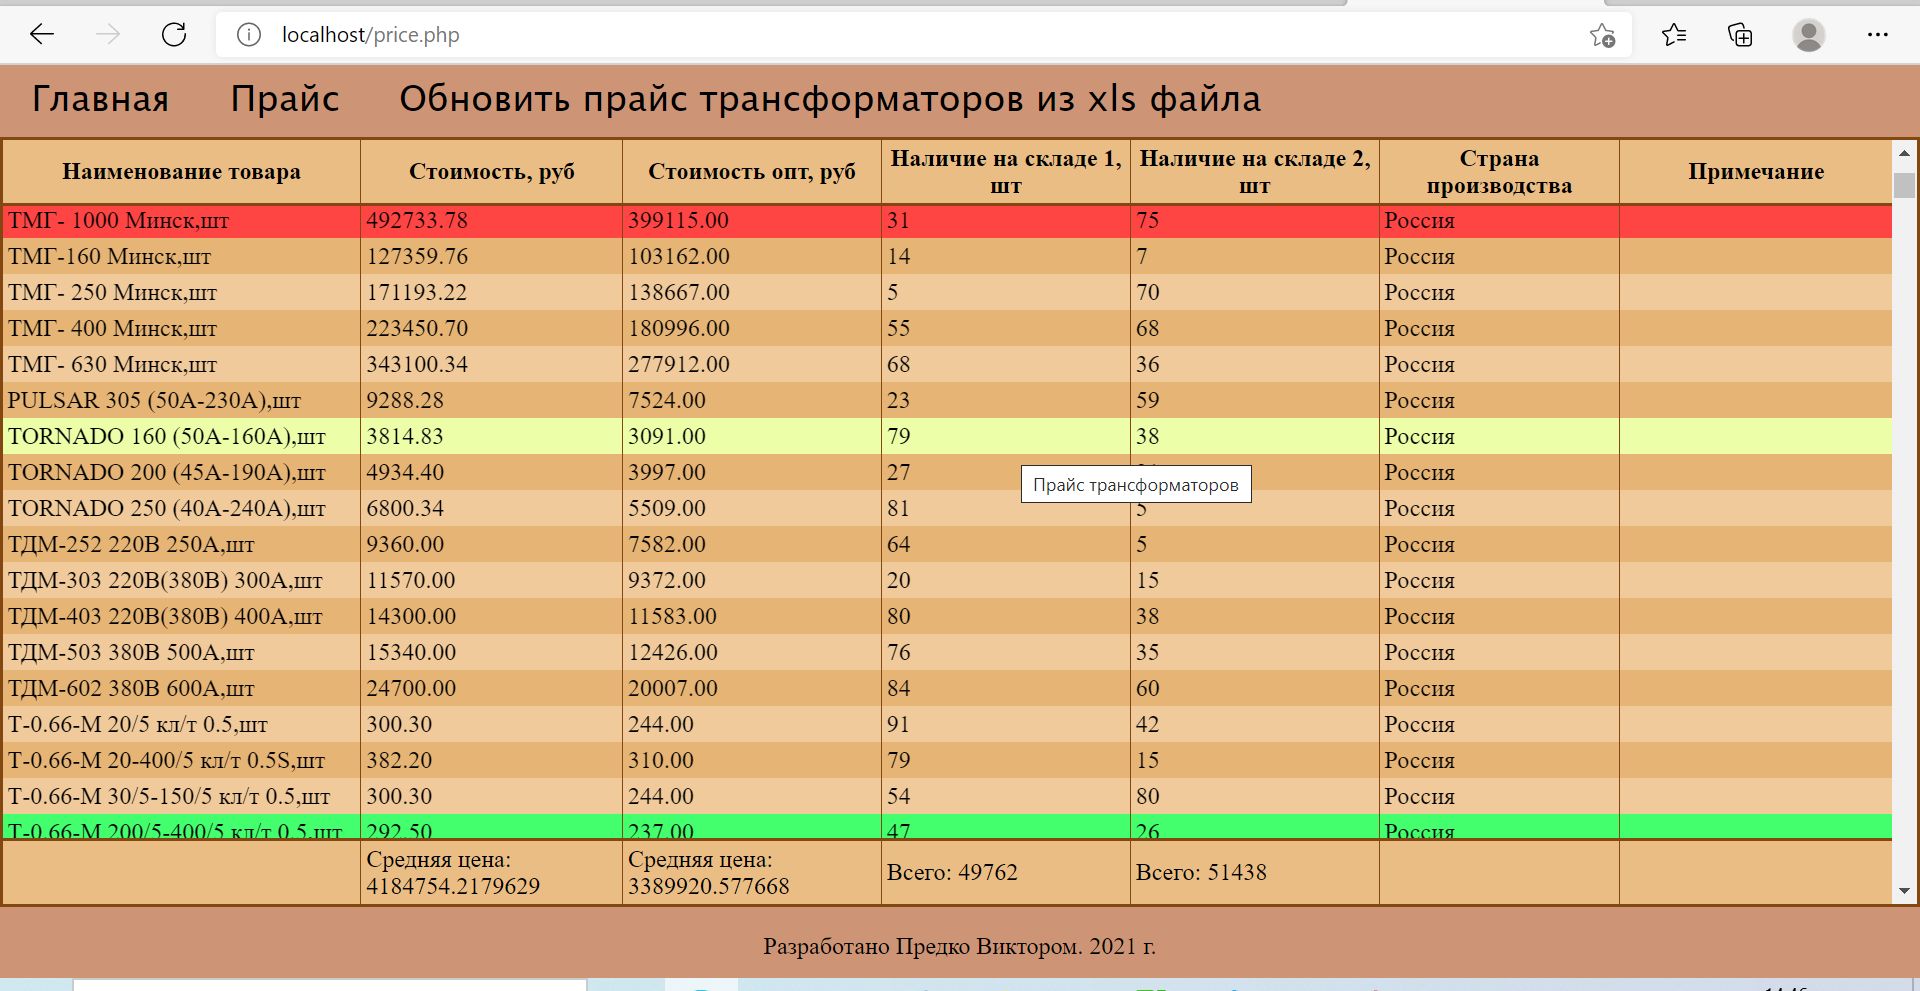 localhost/price.php
Главная Прайс Обновить прайс трансформаторов из xls файла
Наименование товара Стоимость, руб Стоимость опт, руб Наличие на складе 1, шт Наличие на складе 2, шт Страна производства Примечание
ТМГ- 1000 Минск,шт 492733.78 399115.00 31 75 Россия
ТМГ-160 Минск,шт 127359.76 103162.00 14 7 Россия
ТМГ- 250 Минск,шт 171193.22 138667.00 5 70 Россия
ТМГ- 400 Минск,шт 223450.70 180996.00 55 68 Россия
ТМГ- 630 Минск,шт 343100.34 277912.00 68 36 Россия
PULSAR 305 (50А-230А),шт 9288.28 7524.00 23 59 Россия
TORNADO 160 (50А-160А),шт 3814.83 3091.00 79 38 Россия
TORNADO 200 (45А-190А),шт 4934.40 3997.00 27 Россия
Прайс трансформаторов
TORNADO 250 (40А-240А),шт 6800.34 5509.00 81 5 Россия
ТДМ-252 220В 250А,шт 9360.00 7582.00 64 5 Россия
ТДМ-303 220В(380В) 300А,шт 11570.00 9372.00 20 15 Россия
ТДМ-403 220В(380В) 400А,шт 14300.00 11583.00 80 38 Россия
ТДМ-503 380В 500А,шт 15340.00 12426.00 76 35 Россия
ТДМ-602 380В 600А,шт 24700.00 20007.00 84 60 Россия
Т-0.66-М 20/5 кл/т 0.5,шт 300.30 244.00 91 42 Россия
Т-0.66-М 20-400/5 кл/т 0.5S,шт 382.20 310.00 79 15 Россия
Т-0.66-М 30/5-150/5 кл/т 0.5,шт 300.30 244.00 54 80 Россия
Т-0.66-М 200/5-400/5 кл/т 0.5,шт 292.50 237.00 47 26 Россия
Средняя цена: 4184754.2179629 Средняя цена: 3389920.577668 Всего: 49762 Всего: 51438
Разработано Предко Виктором. 2021 г.